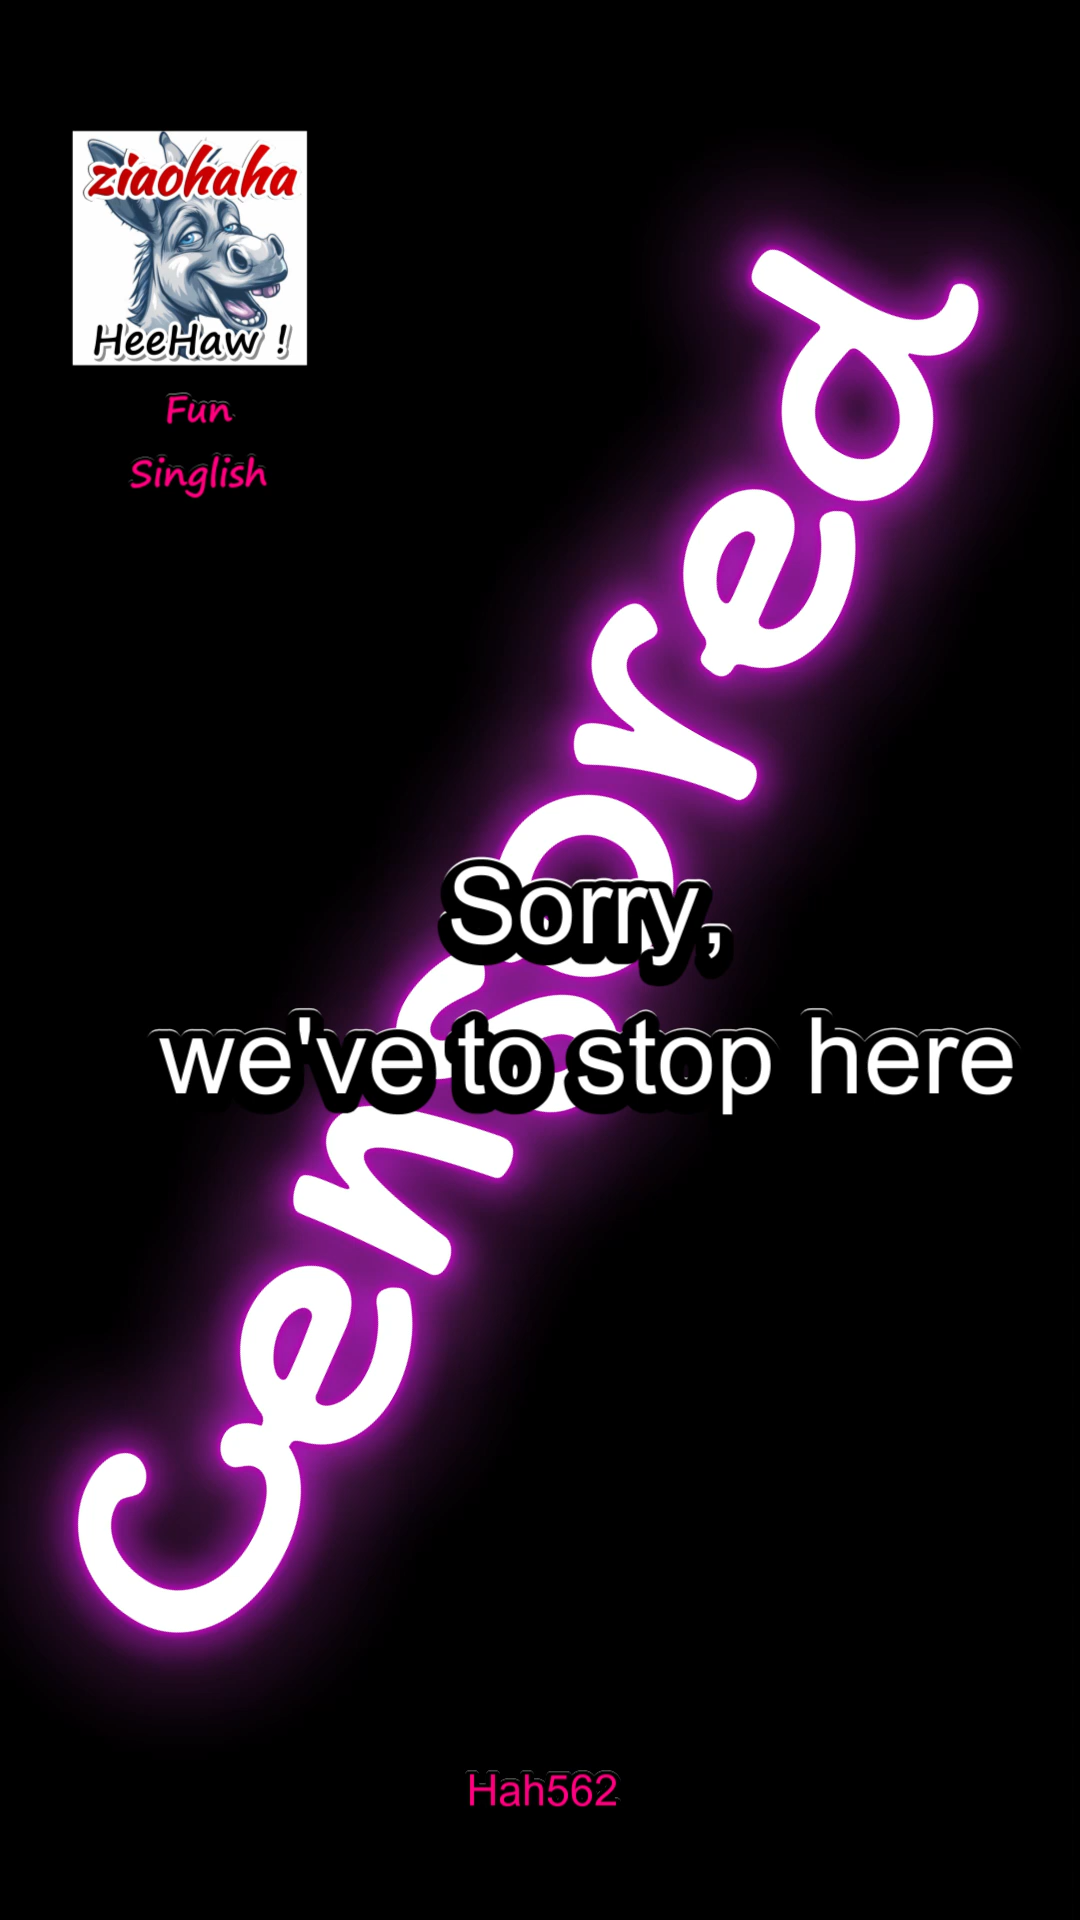 ziaohaha
HeeHaw !
Fun
Singlish
Censored
Sorry,
we've to stop here
Hah562